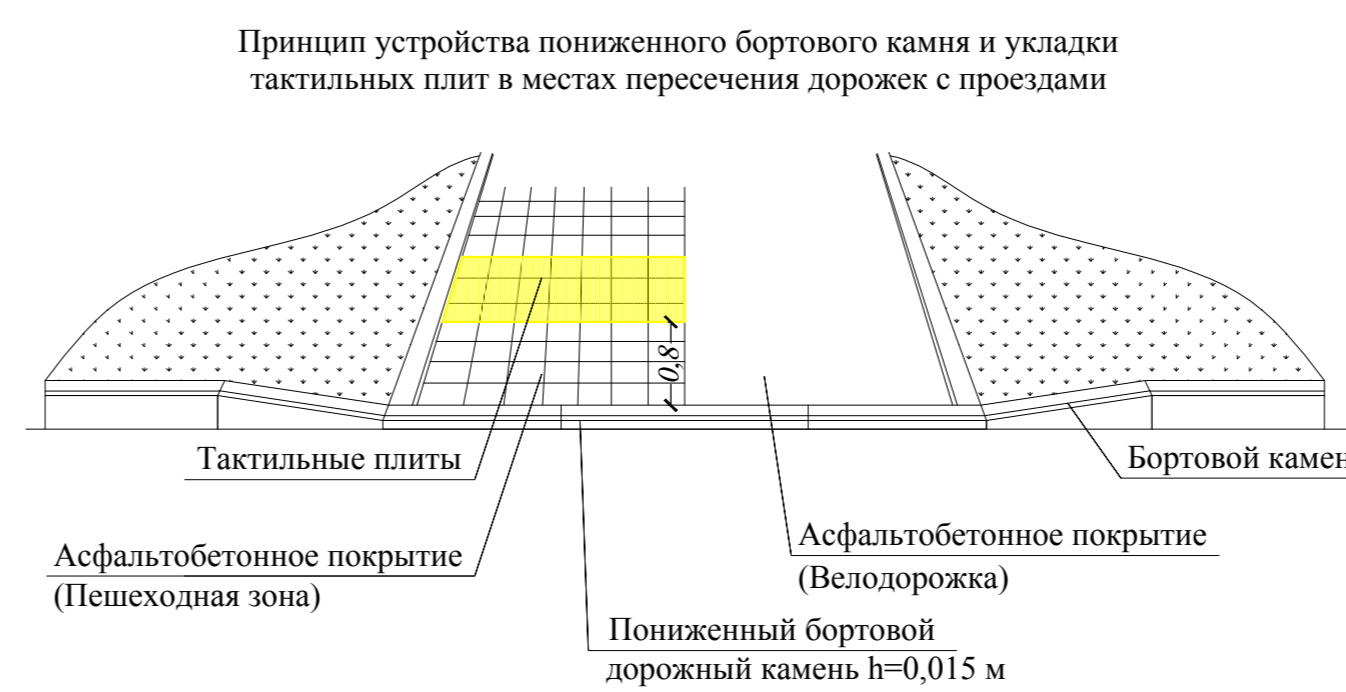 Принцип устройства пониженного бортового камня и укладки
тактильных плит в местах пересечения дорожек с проездами
0,8
Тактильные плиты
Бортовой камен
Асфальтобетонное покрытие
(Пешеходная зона)
Асфальтобетонное покрытие
(Велодорожка)
Пониженный бортовой
дорожный камень h=0,015 м